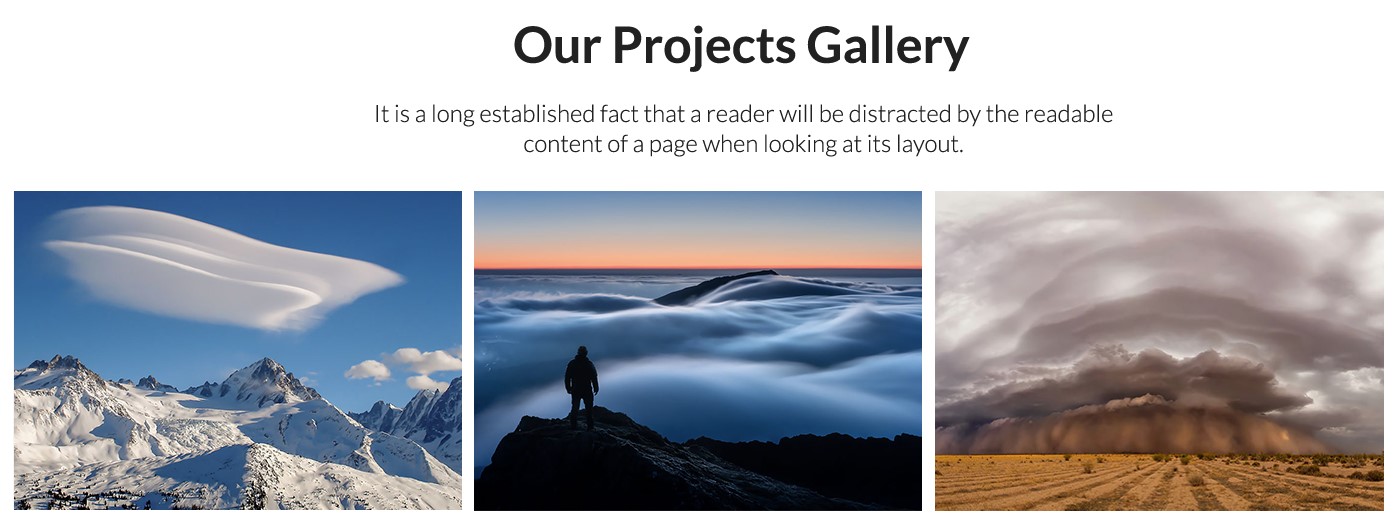 Our Projects Gallery
It is a long established fact that a reader will be distracted by the readable
content of a page when looking at its layout.